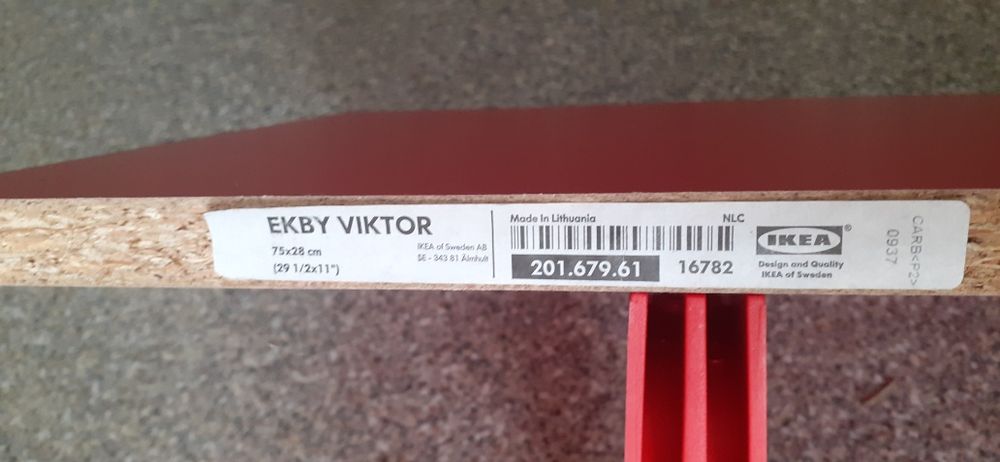 EKBY VIKTOR
75x28 cm
(29 1/2x11")
IKEA of Sweden AB
SE - 343 81 Älmhult
Made In Lithuania
NLC
201.679.61
16782
IKEA®
Design and Quality
IKEA of Sweden
CARB<P2>
0937